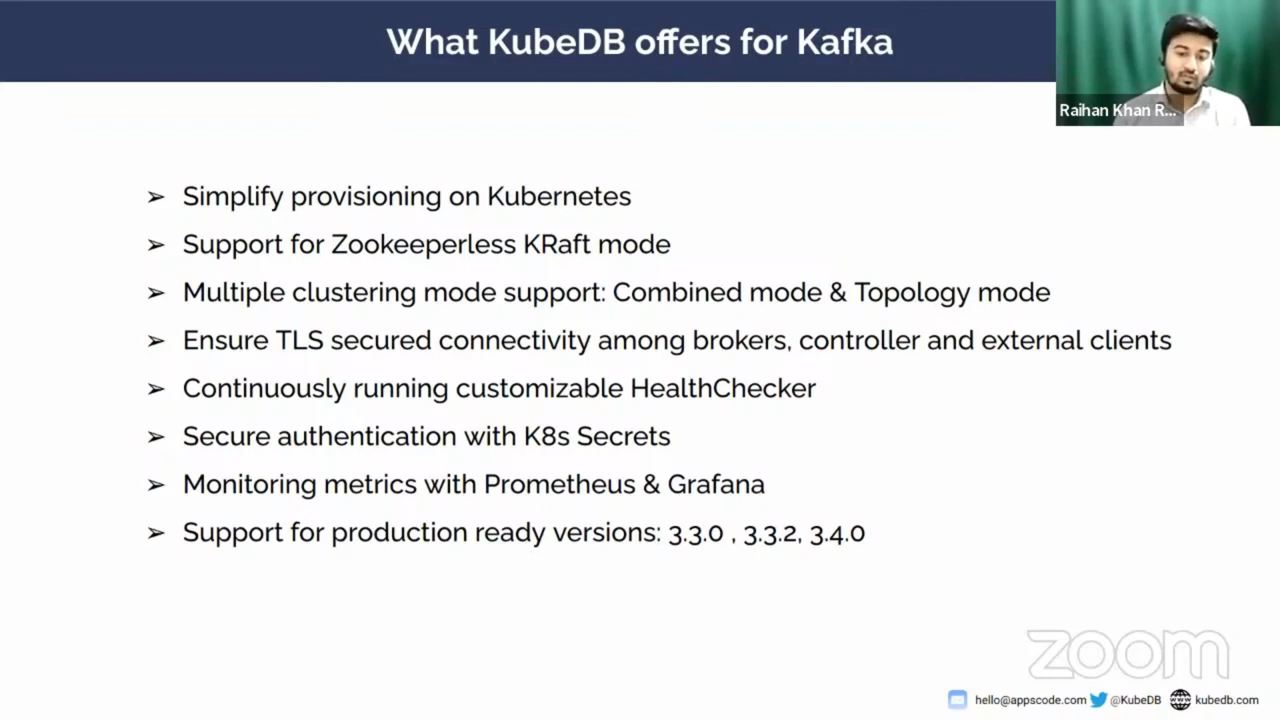 What KubeDB offers for Kafka
Raihan Khan R...
➢ Simplify provisioning on Kubernetes
➢ Support for Zookeeperless KRaft mode
➢ Multiple clustering mode support: Combined mode & Topology mode
➢ Ensure TLS secured connectivity among brokers, controller and external clients
➢ Continuously running customizable HealthChecker
➢ Secure authentication with K8s Secrets
➢ Monitoring metrics with Prometheus & Grafana
➢ Support for production ready versions: 3.3.0 , 3.3.2, 3.4.0
zoom
hello@appscode.com @KubeDB WWW kubedb.com